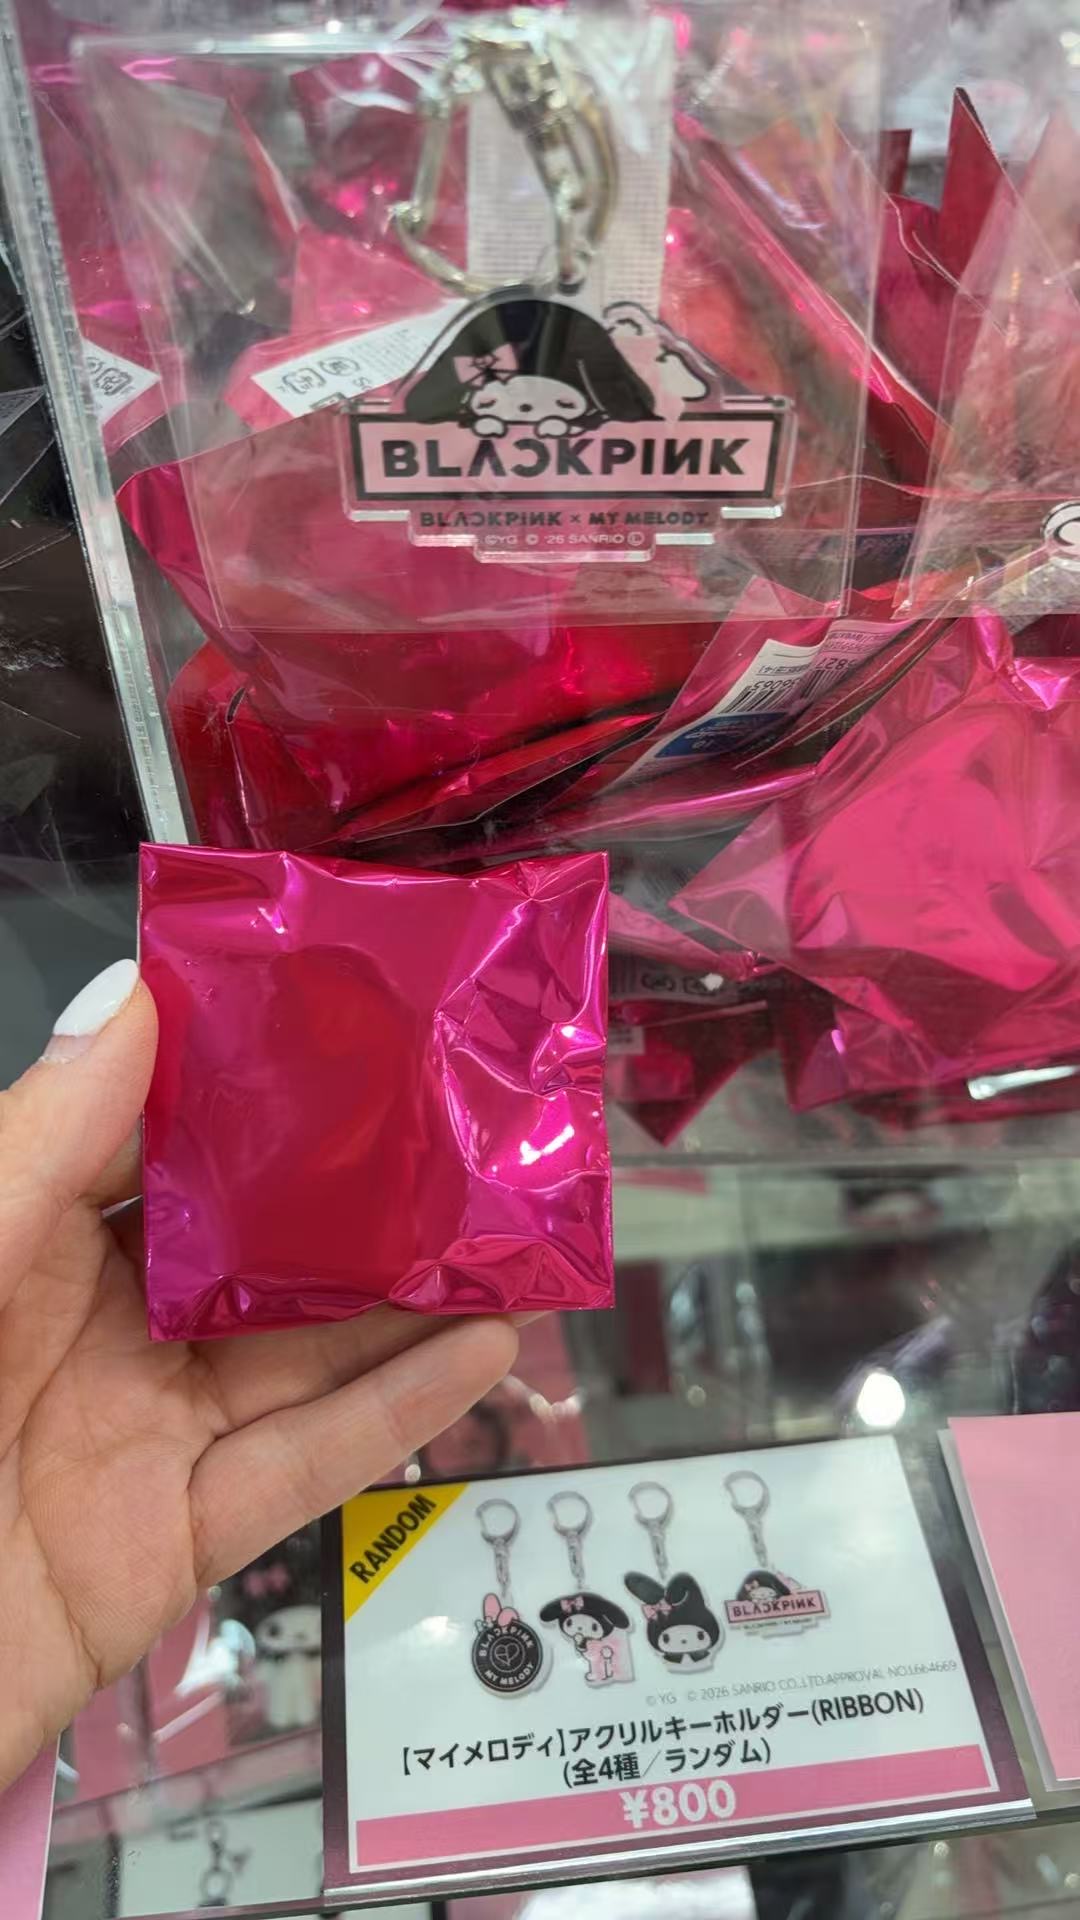 BLACKPINK
BLACKPINK × MY MELODY
©YG © '26 SANRIO Ⓛ
RANDOM
BLACKPINK
MY MELODY
BLACKPINK
© YG © 2026 SANRIO CO.,LTD.APPROVAL NO.L664669
【マイメロディ】アクリルキーホルダー(RIBBON)
(全4種/ランダム)
¥800